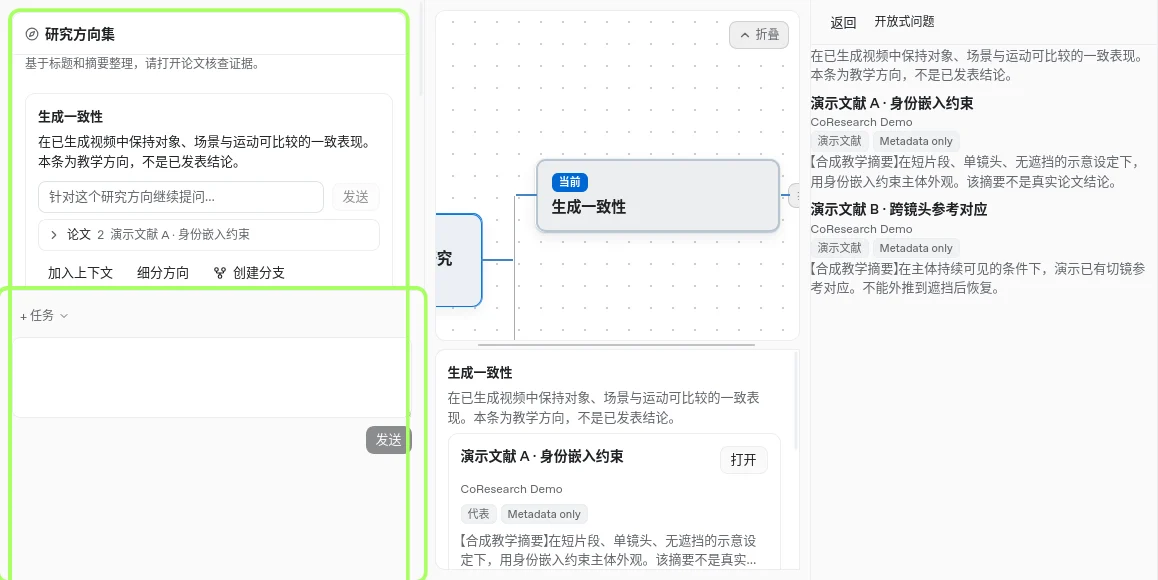 研究方向集
基于标题和摘要整理，请打开论文核查证据。
生成一致性
在已生成视频中保持对象、场景与运动可比较的一致表现。
本条为教学方向，不是已发表结论。
针对这个研究方向继续提问...
发送
论文 2 演示文献 A · 身份嵌入约束
加入上下文 细分方向 创建分支
+ 任务
发送
折叠
当前
生成一致性
究
生成一致性
在已生成视频中保持对象、场景与运动可比较的一致表
现。本条为教学方向，不是已发表结论。
演示文献 A · 身份嵌入约束
打开
CoResearch Demo
代表 Metadata only
【合成教学摘要】在短片段、单镜头、无遮挡的示意设
定下，用身份嵌入约束主体外观。该摘要不是真实...
返回 开放式问题
在已生成视频中保持对象、场景与运动可比较的一致表现。
本条为教学方向，不是已发表结论。
演示文献 A · 身份嵌入约束
CoResearch Demo
演示文献 Metadata only
【合成教学摘要】在短片段、单镜头、无遮挡的示意设定下，
用身份嵌入约束主体外观。该摘要不是真实论文结论。
演示文献 B · 跨镜头参考对应
CoResearch Demo
演示文献 Metadata only
【合成教学摘要】在主体持续可见的条件下，演示已有切镜参
考对应。不能外推到遮挡后恢复。